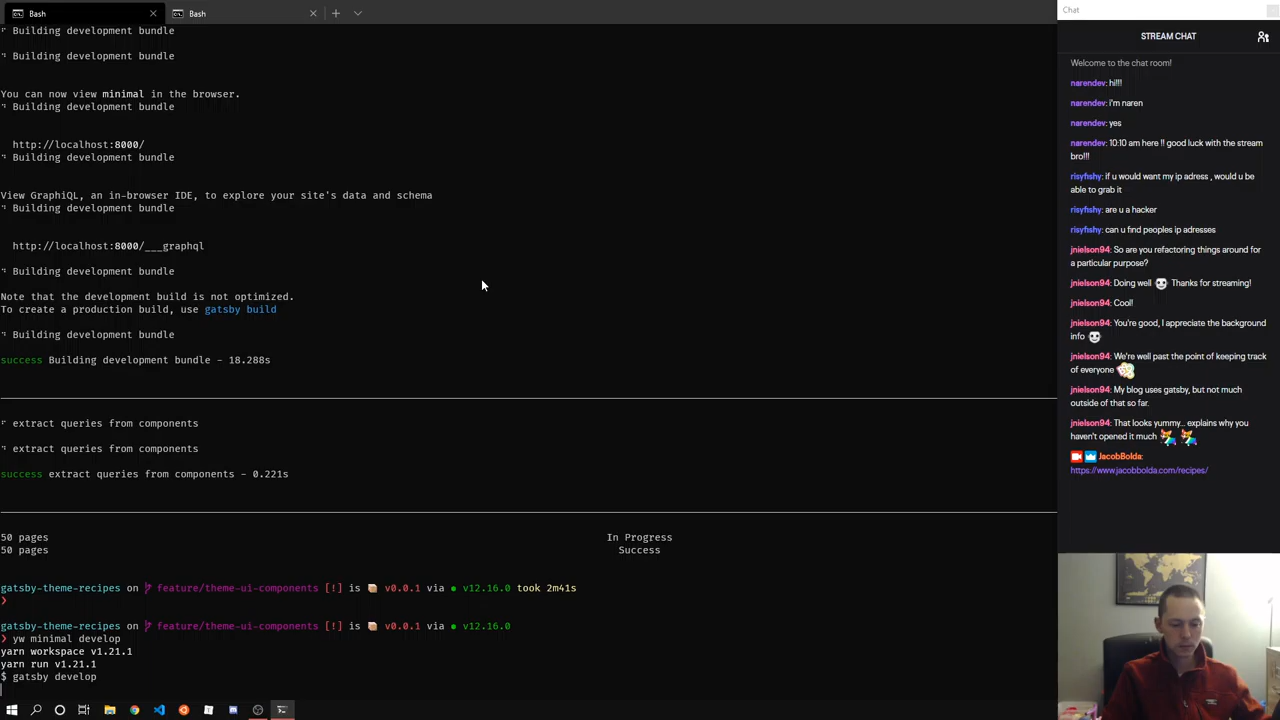 Bash
Bash
Chat
STREAM CHAT
Building development bundle
Building development bundle
You can now view minimal in the browser.
Building development bundle
http://localhost:8000/
Building development bundle
View GraphiQL, an in-browser IDE, to explore your site's data and schema
Building development bundle
http://localhost:8000/___graphql
Building development bundle
Note that the development build is not optimized.
To create a production build, use gatsby build
Building development bundle
success Building development bundle - 18.288s
extract queries from components
extract queries from components
success extract queries from components - 0.221s
50 pages In Progress
50 pages Success
gatsby-theme-recipes on feature/theme-ui-components [!] is v0.0.1 via v12.16.0 took 2m41s
❯
gatsby-theme-recipes on feature/theme-ui-components [!] is v0.0.1 via v12.16.0
❯ yw minimal develop
yarn workspace v1.21.1
yarn run v1.21.1
$ gatsby develop
Welcome to the chat room!
narendev: hi!!!
narendev: i'm naren
narendev: yes
narendev: 10:10 am here !! good luck with the stream
bro!!!
risyfishy: if u would want my ip adress , would u be
able to grab it
risyfishy: are u a hacker
risyfishy: can u find peoples ip adresses
jnielson94: So are you refactoring things around for
a particular purpose?
jnielson94: Doing well Thanks for streaming!
jnielson94: Cool!
jnielson94: You're good, I appreciate the background
info
jnielson94: We're well past the point of keeping track
of everyone
jnielson94: My blog uses gatsby, but not much
outside of that so far.
jnielson94: That looks yummy... explains why you
haven't opened it much
JacobBolda:
https://www.jacobbolda.com/recipes/